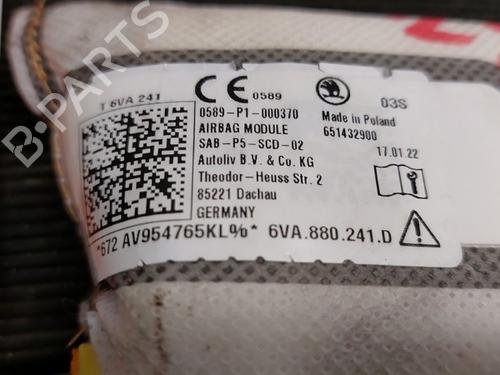 T 6VA 241
CE 0589
03S
0589-P1-000370
AIRBAG MODULE
SAB-P5-SCD-02
Autoliv B.V. & Co. KG
Theodor-Heuss Str. 2
85221 Dachau
GERMANY
Made in Poland
651432900
17.01.22
*672 AV954765KL%* 6VA.880.241.D
B-PARTS